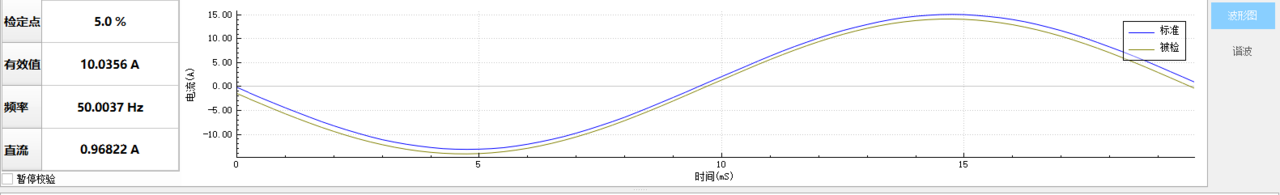 检定点 5.0 %
有效值 10.0356 A
频率 50.0037 Hz
直流 0.96822 A
暂停校验
电流(A)
15.00
10.00
5.00
0.00
-5.00
-10.00
0 5 10 15
时间(mS)
标准
被检
波形图
谐波